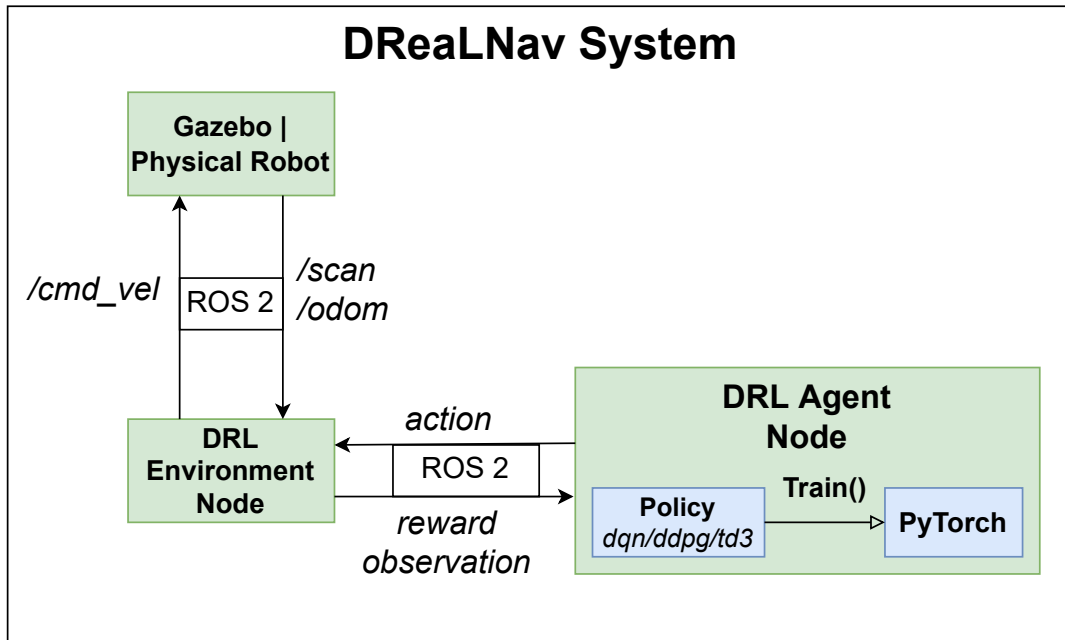 DReaLNav System
Gazebo |
Physical Robot
/cmd_vel
ROS 2
/scan
/odom
DRL
Environment
Node
action
ROS 2
reward
observation
DRL Agent
Node
Train()
Policy
dqn/ddpg/td3
PyTorch